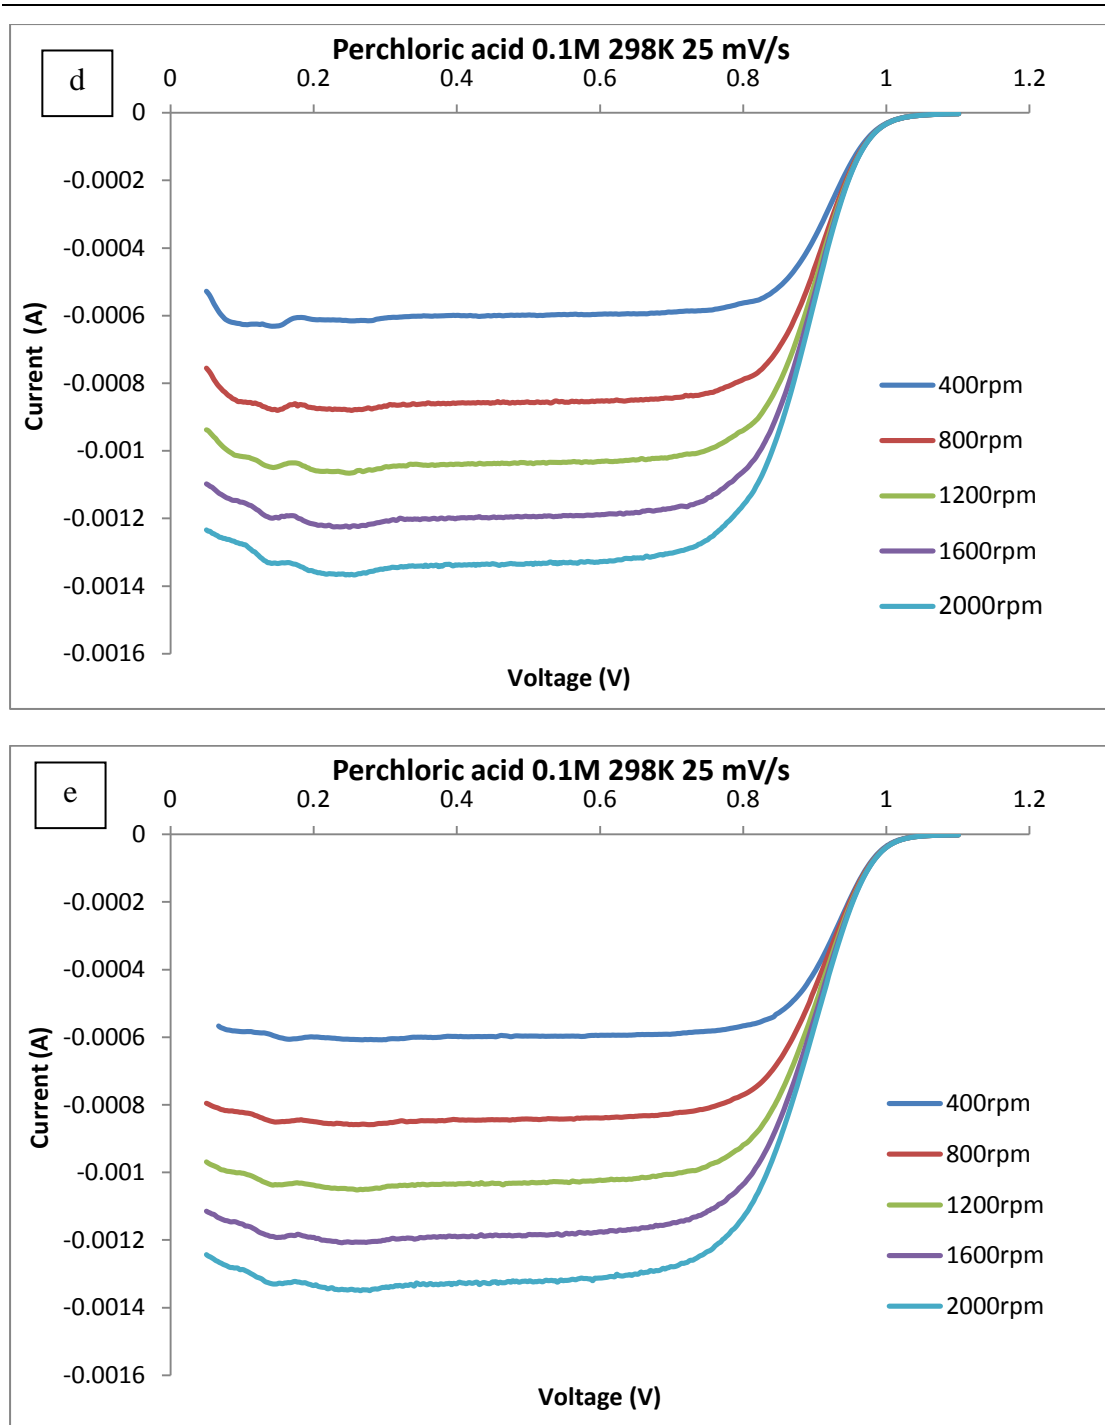 Perchloric acid 0.1M 298K 25 mV/s
d
0 0.2 0.4 0.6 0.8 1 1.2
0
-0.0002
-0.0004
-0.0006
-0.0008
-0.001
-0.0012
-0.0014
-0.0016
Current (A)
400rpm
800rpm
1200rpm
1600rpm
2000rpm
Voltage (V)
Perchloric acid 0.1M 298K 25 mV/s
e
0 0.2 0.4 0.6 0.8 1 1.2
0
-0.0002
-0.0004
-0.0006
-0.0008
-0.001
-0.0012
-0.0014
-0.0016
Current (A)
400rpm
800rpm
1200rpm
1600rpm
2000rpm
Voltage (V)